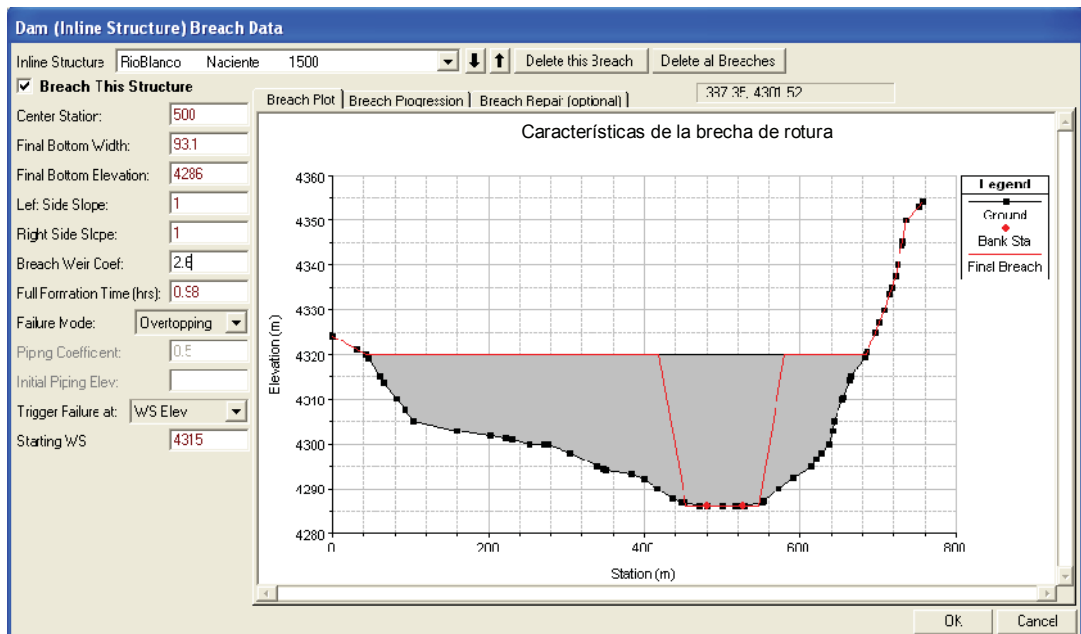 Dam (Inline Structure) Breach Data
Inline Structure RioBlanco Naciente 1500 Delete this Breach Delete all Breaches
Breach This Structure
Breach Plot Breach Progression Breach Repair (optional) 387.35, 4301.52
Center Station: 500
Final Bottom Width: 93.1
Final Bottom Elevation: 4286
Left Side Slope: 1
Right Side Slope: 1
Breach Weir Coef: 2.6
Full Formation Time (hrs): 0.98
Failure Mode: Overtopping
Piping Coefficient: 0.5
Initial Piping Elev:
Trigger Failure at: WS Elev
Starting WS 4315
Características de la brecha de rotura
4360
4350
4340
4330
4320
4310
4300
4290
4280
Elevation (m)
0 200 400 600 800
Station (m)
Legend
Ground
Bank Sta
Final Breach
OK Cancel